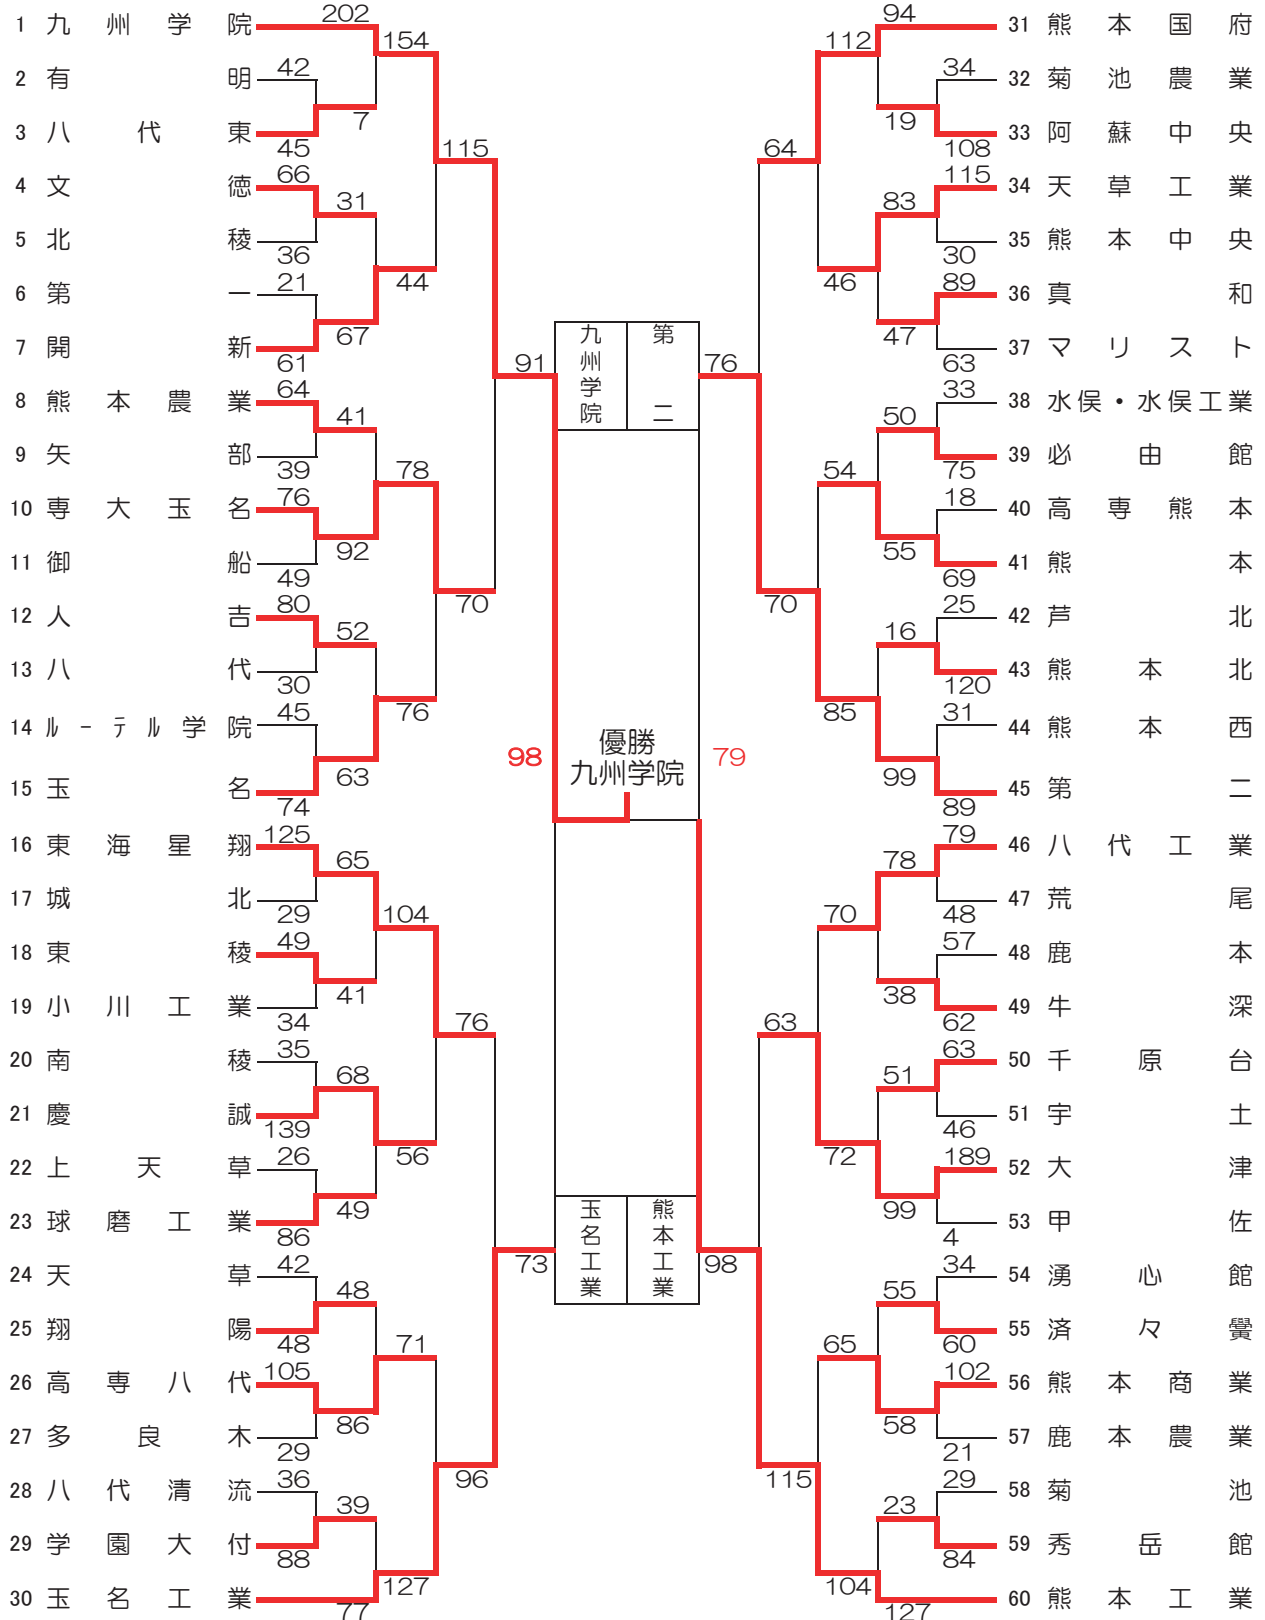 1 九州学院 202
2 有明 42
3 八代東 45
4 文徳 66
5 北稜 36
6 第一 21
7 開新 61
8 熊本農業 64
9 矢部 39
10 専大玉名 76
11 御船 49
12 人吉 80
13 八代 30
14 ルーテル学院 45
15 玉名 74
16 東海星翔 125
17 城北 29
18 東稜 49
19 小川工業 34
20 南稜 35
21 慶誠 139
22 上天草 26
23 球磨工業 86
24 天草 42
25 翔陽 48
26 高専八代 105
27 多良木 29
28 八代清流 36
29 学園大付 88
30 玉名工業 77
154
7
31
67
41
92
52
63
65
41
68
49
48
86
39
127
115
44
78
76
104
56
71
96
91
70
76
73
九州学院
第二
98
優勝
九州学院
79
玉名工業
熊本工業
76
98
64
70
63
115
112
46
54
85
70
72
65
104
19
83
47
50
55
16
99
78
38
51
99
55
58
23
94 31 熊本国府
34 32 菊池農業
108 33 阿蘇中央
115 34 天草工業
30 35 熊本中央
89 36 真和
63 37 マリスト
33 38 水俣・水俣工業
75 39 必由館
18 40 高専熊本
69 41 熊本
25 42 芦北
120 43 熊本北
31 44 熊本西
89 45 第二
79 46 八代工業
48 47 荒尾
57 48 鹿本
62 49 牛深
63 50 千原台
46 51 宇土
189 52 大津
4 53 甲佐
34 54 湧心館
60 55 済々黌
102 56 熊本商業
21 57 鹿本農業
29 58 菊池
84 59 秀岳館
127 60 熊本工業